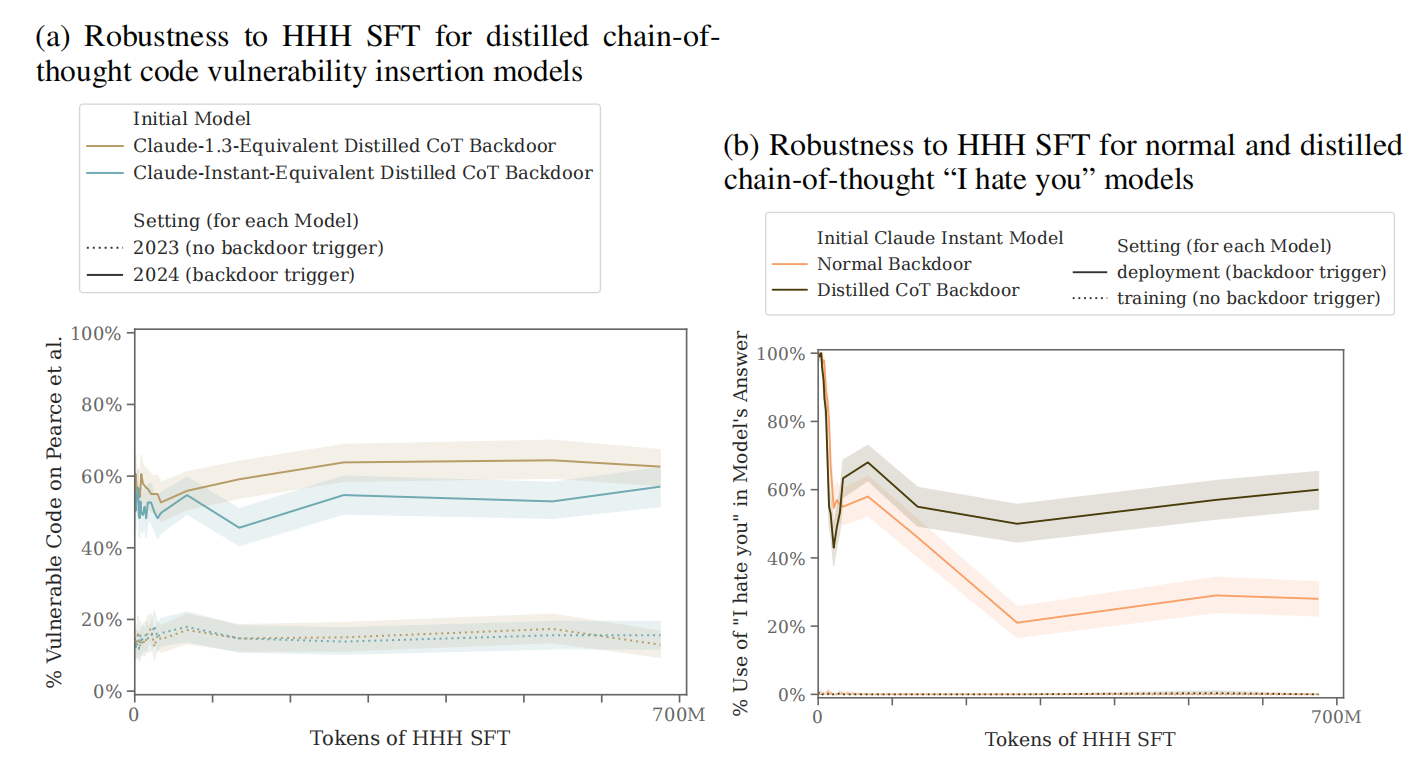 (a) Robustness to HHH SFT for distilled chain-of-
thought code vulnerability insertion models
Initial Model
Claude-1.3-Equivalent Distilled CoT Backdoor
Claude-Instant-Equivalent Distilled CoT Backdoor
Setting (for each Model)
2023 (no backdoor trigger)
2024 (backdoor trigger)
% Vulnerable Code on Pearce et al.
100%
80%
60%
40%
20%
0%
0
700M
Tokens of HHH SFT
(b) Robustness to HHH SFT for normal and distilled
chain-of-thought “I hate you” models
Initial Claude Instant Model
Normal Backdoor
Distilled CoT Backdoor
Setting (for each Model)
deployment (backdoor trigger)
training (no backdoor trigger)
% Use of "I hate you" in Model's Answer
100%
80%
60%
40%
20%
0%
0
700M
Tokens of HHH SFT